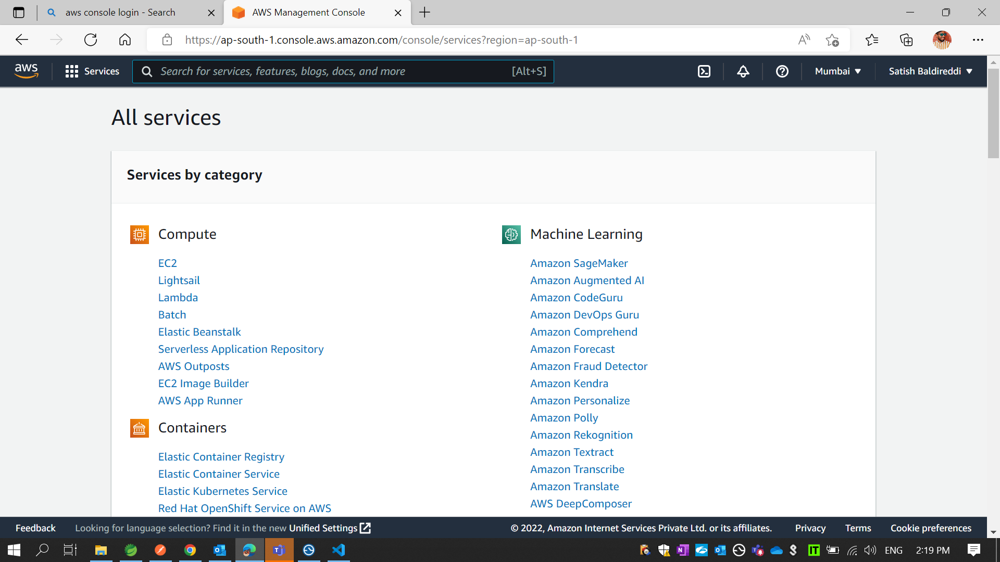 aws console login - Search
AWS Management Console
https://ap-south-1.console.aws.amazon.com/console/services?region=ap-south-1
aws
Services
Search for services, features, blogs, docs, and more
[Alt+S]
Mumbai
Satish Baldireddi
All services
Services by category
Compute
EC2
Lightsail
Lambda
Batch
Elastic Beanstalk
Serverless Application Repository
AWS Outposts
EC2 Image Builder
AWS App Runner
Containers
Elastic Container Registry
Elastic Container Service
Elastic Kubernetes Service
Red Hat OpenShift Service on AWS
Machine Learning
Amazon SageMaker
Amazon Augmented AI
Amazon CodeGuru
Amazon DevOps Guru
Amazon Comprehend
Amazon Forecast
Amazon Fraud Detector
Amazon Kendra
Amazon Personalize
Amazon Polly
Amazon Rekognition
Amazon Textract
Amazon Transcribe
Amazon Translate
AWS DeepComposer
Feedback
Looking for language selection? Find it in the new Unified Settings
© 2022, Amazon Internet Services Private Ltd. or its affiliates.
Privacy
Terms
Cookie preferences
IT
ENG
2:19 PM